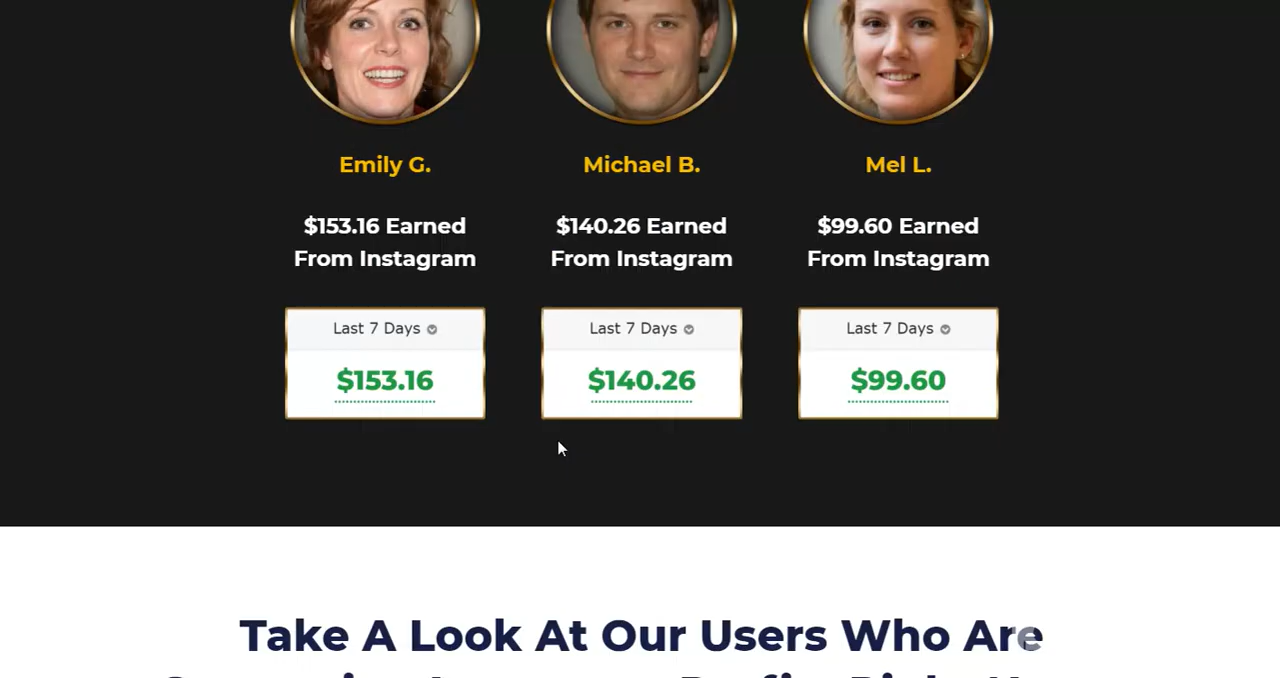 Emily G.
Michael B.
Mel L.
$153.16 Earned
From Instagram
$140.26 Earned
From Instagram
$99.60 Earned
From Instagram
Last 7 Days
$153.16
Last 7 Days
$140.26
Last 7 Days
$99.60
Take A Look At Our Users Who Are